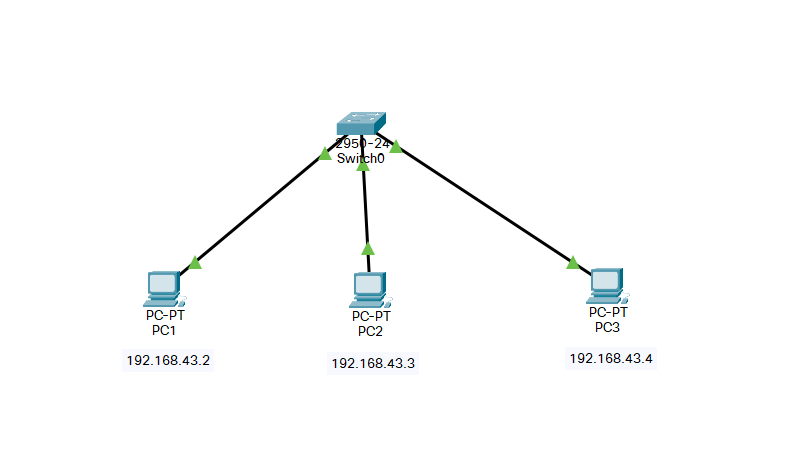 2950-24
Switch0
PC-PT
PC1
192.168.43.2
PC-PT
PC2
192.168.43.3
PC-PT
PC3
192.168.43.4